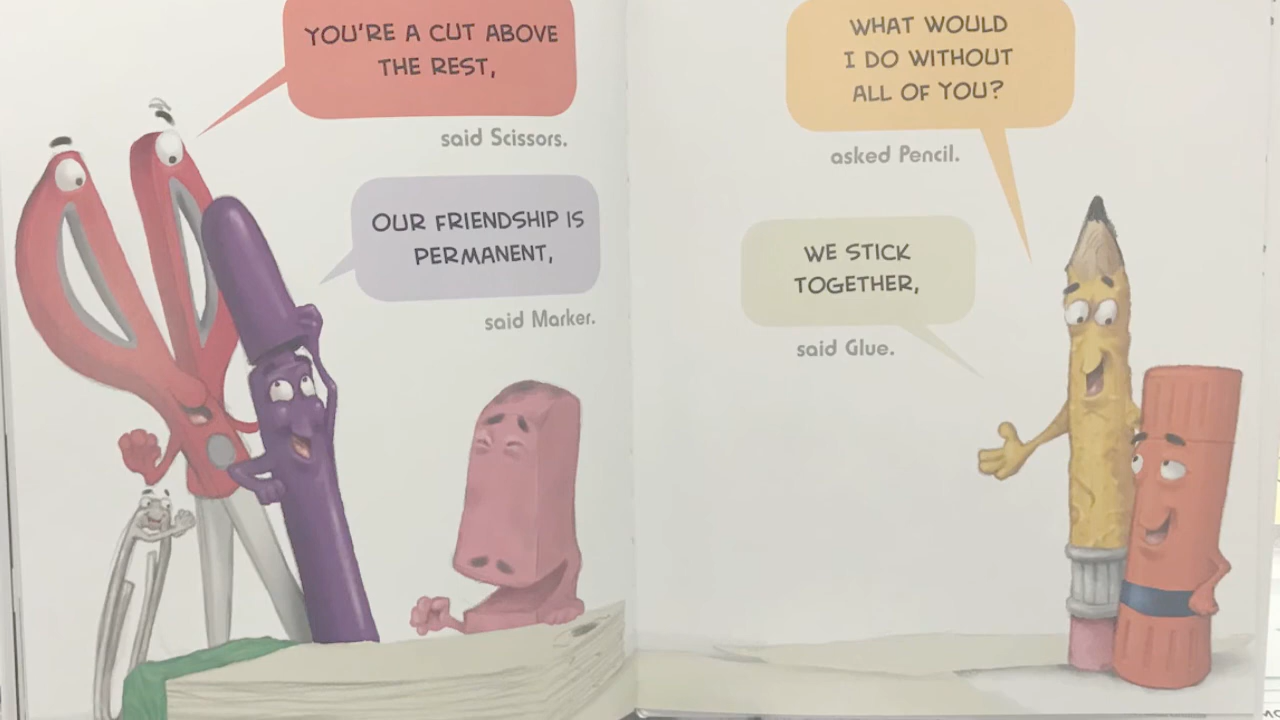 YOU'RE A CUT ABOVE
THE REST,
said Scissors.
OUR FRIENDSHIP IS
PERMANENT,
said Marker.
WHAT WOULD
I DO WITHOUT
ALL OF YOU?
asked Pencil.
WE STICK
TOGETHER,
said Glue.